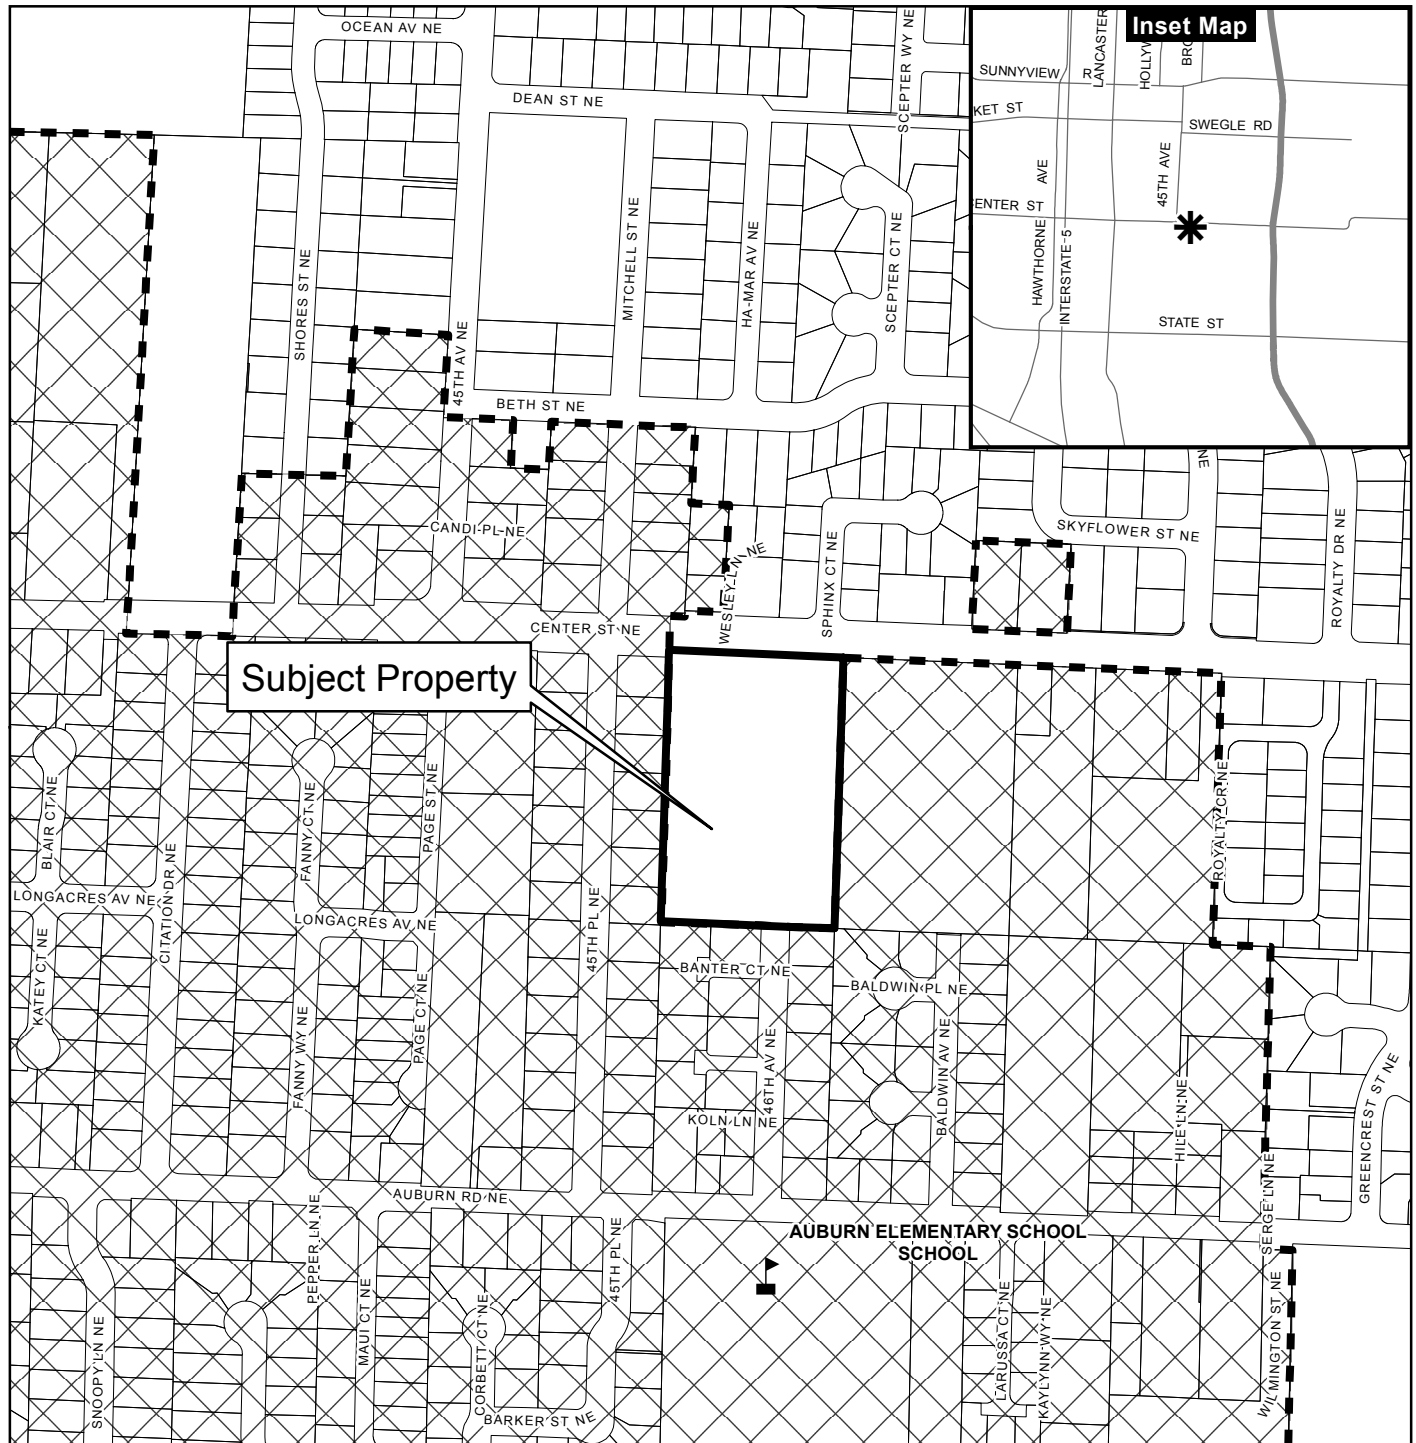 OCEAN AV NE
SCEPTER WY NE
Inset Map
LANCASTER
HOLLYW
BRO
SUNNYVIEW R
KET ST
SWEGLE RD
45TH AVE
AVE
HAWTHORNE
INTERSTATE-5
ENTER ST
STATE ST
DEAN ST NE
SHORES ST NE
45TH AV NE
MITCHELL ST NE
HA-MAR AV NE
SCEPTER CT NE
BETH ST NE
CANDI PL NE
WESLEY LN NE
SPHINX CT NE
NE
SKYFLOWER ST NE
ROYALTY DR NE
CENTER ST NE
Subject Property
BLAIR CT NE
FANNY CT NE
PAGE ST NE
ROYALTY CR NE
LONGACRES AV NE
CITATION DR NE
LONGACRES AV NE
45TH PL NE
KATEY CT NE
FANNY WY NE
PAGE CT NE
BANTER CT NE
BALDWIN PL NE
46TH AV NE
BALDWIN AV NE
KOLN LN NE
HILE LN NE
GREENCREST ST NE
SERGE LN NE
AUBURN RD NE
PEPPER LN NE
45TH PL NE
AUBURN ELEMENTARY SCHOOL
SCHOOL
SNOOPY LN NE
MAUI CT NE
CORBETT CT NE
LARUSSA CT NE
KAYLYNN WY NE
WILMINGTON ST NE
BARKER ST NE